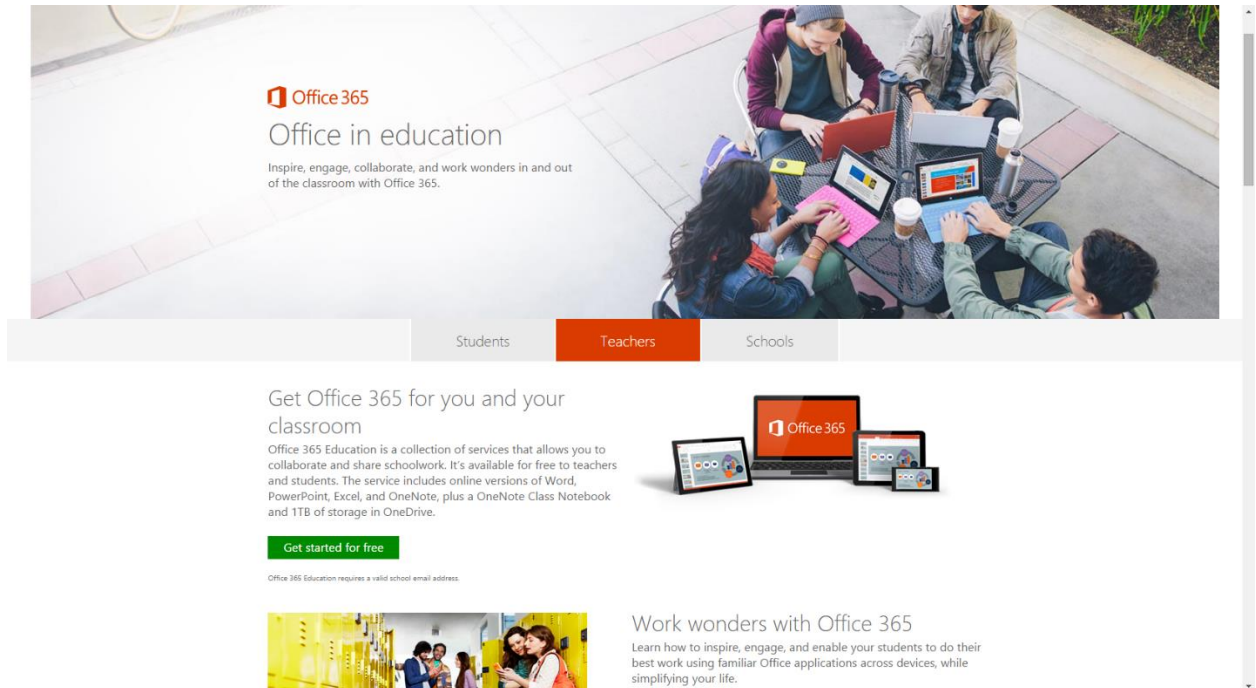 Office 365
Office in education
Inspire, engage, collaborate, and work wonders in and out
of the classroom with Office 365.
Students
Teachers
Schools
Get Office 365 for you and your
classroom
Office 365 Education is a collection of services that allows you to
collaborate and share schoolwork. It's available for free to teachers
and students. The service includes online versions of Word,
PowerPoint, Excel, and OneNote, plus a OneNote Class Notebook
and 1TB of storage in OneDrive.
Office 365
Get started for free
Office 365 Education requires a valid school email address
Work wonders with Office 365
Learn how to inspire, engage, and enable your students to do their
best work using familiar Office applications across devices, while
simplifying your life.